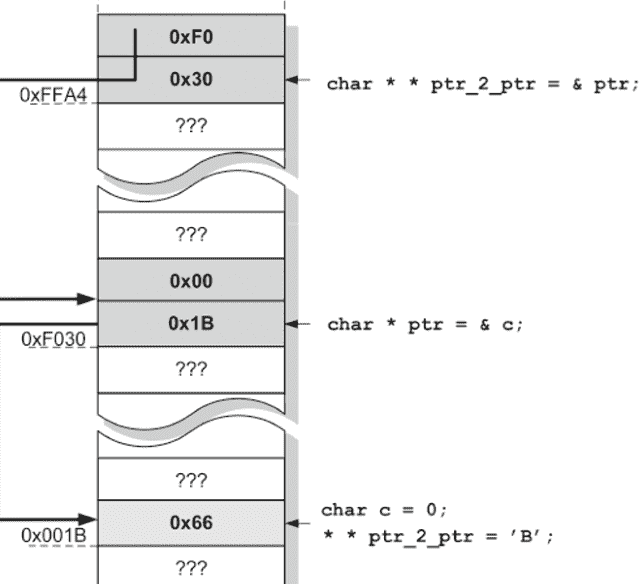 0xF0
0x30
char * * ptr_2_ptr = & ptr;
0xFFA4
???
???
0x00
0x1B
char * ptr = & c;
0xF030
???
???
char c = 0;
0x66
0x001B
* * ptr_2_ptr = 'B';
???